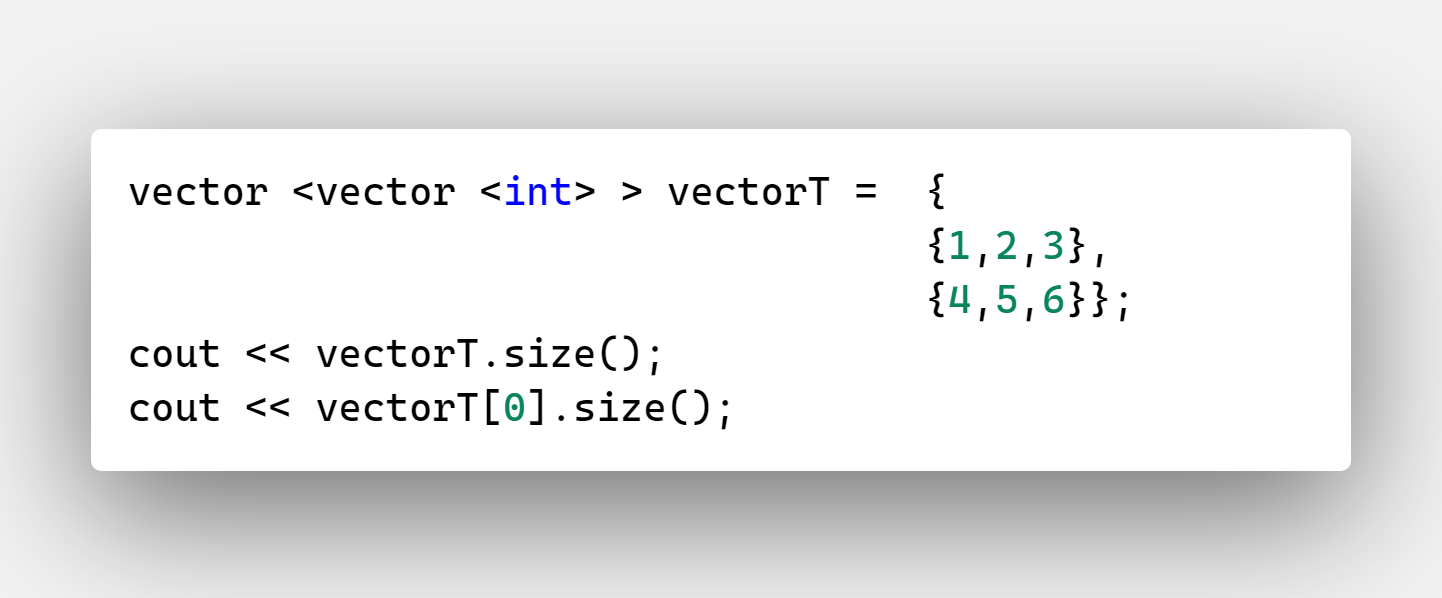 vector <vector <int> > vectorT =  {
                                  {1,2,3},
                                  {4,5,6}};
cout << vectorT.size();
cout << vectorT[0].size();